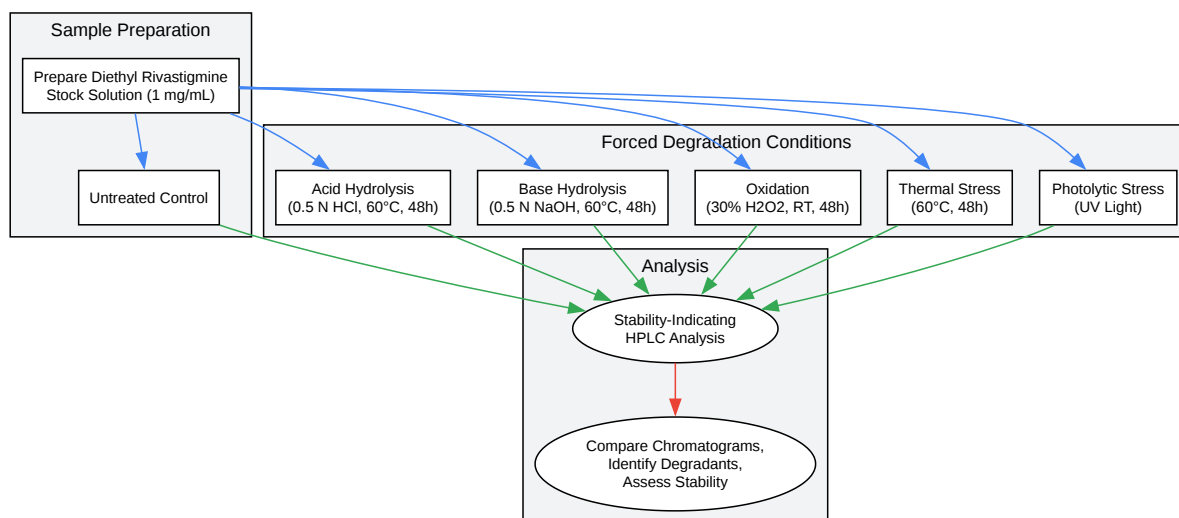 Sample Preparation
Prepare Diethyl Rivastigmine
Stock Solution (1 mg/mL)
Untreated Control
Forced Degradation Conditions
Acid Hydrolysis
(0.5 N HCl, 60°C, 48h)
Base Hydrolysis
(0.5 N NaOH, 60°C, 48h)
Oxidation
(30% H2O2, RT, 48h)
Thermal Stress
(60°C, 48h)
Photolytic Stress
(UV Light)
Analysis
Stability-Indicating
HPLC Analysis
Compare Chromatograms,
Identify Degradants,
Assess Stability